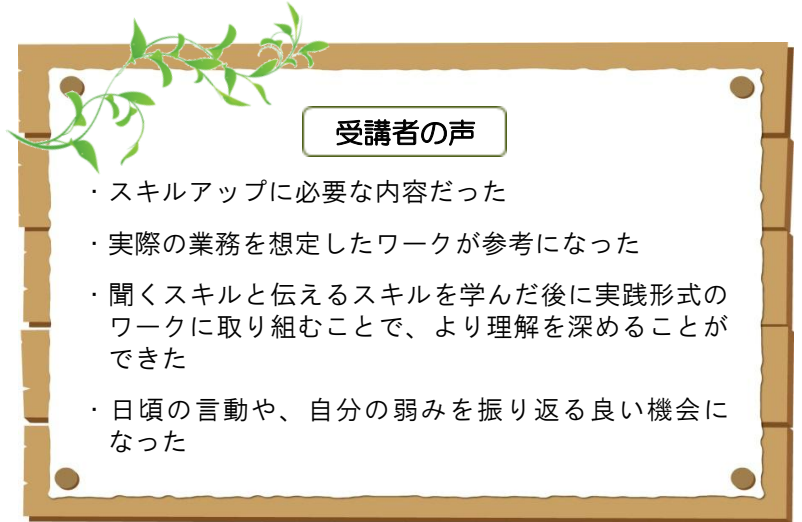 受講者の声
・スキルアップに必要な内容だった
・実際の業務を想定したワークが参考になった
・聞くスキルと伝えるスキルを学んだ後に実践形式の
ワークに取り組むことで、より理解を深めることが
できた
・日頃の言動や、自分の弱みを振り返る良い機会に
なった